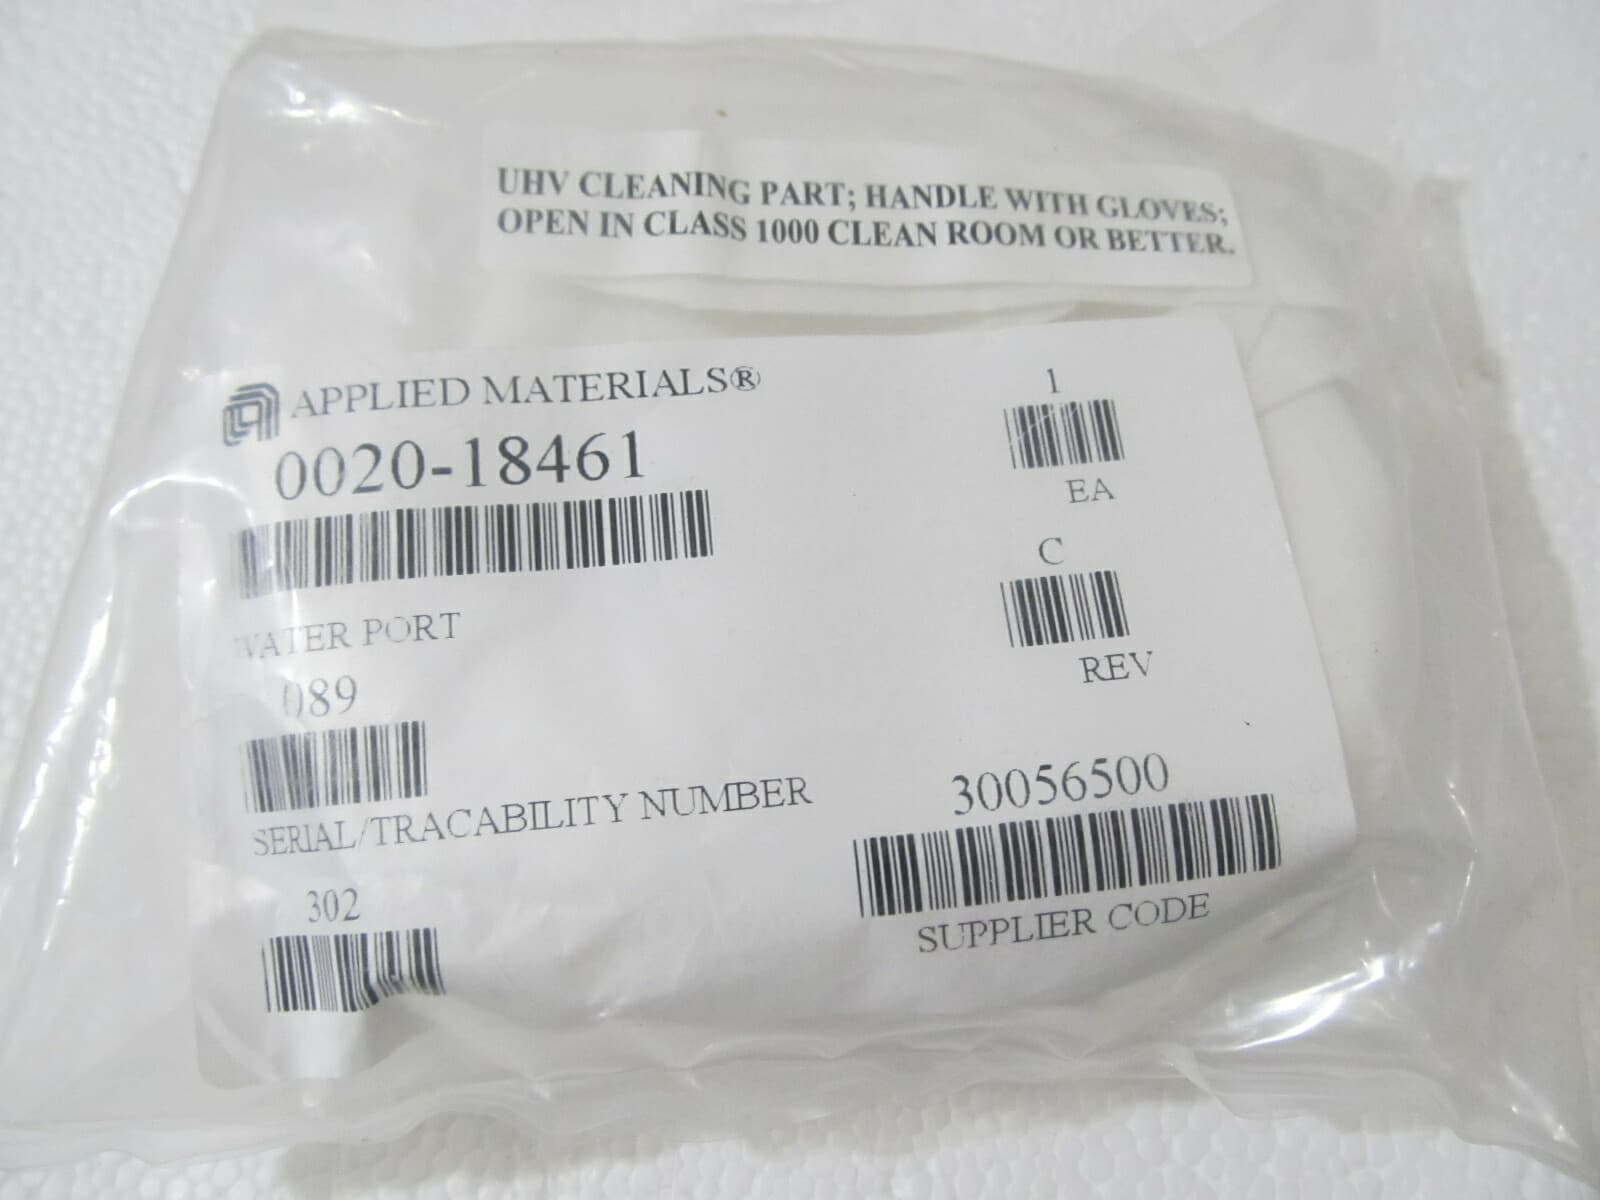 UHV CLEANING PART; HANDLE WITH GLOVES;
OPEN IN CLASS 1000 CLEAN ROOM OR BETTER.
APPLIED MATERIALS®
0020-18461
WATER PORT
089
SERIAL/TRACABILITY NUMBER
302
1
EA
C
REV
30056500
SUPPLIER CODE